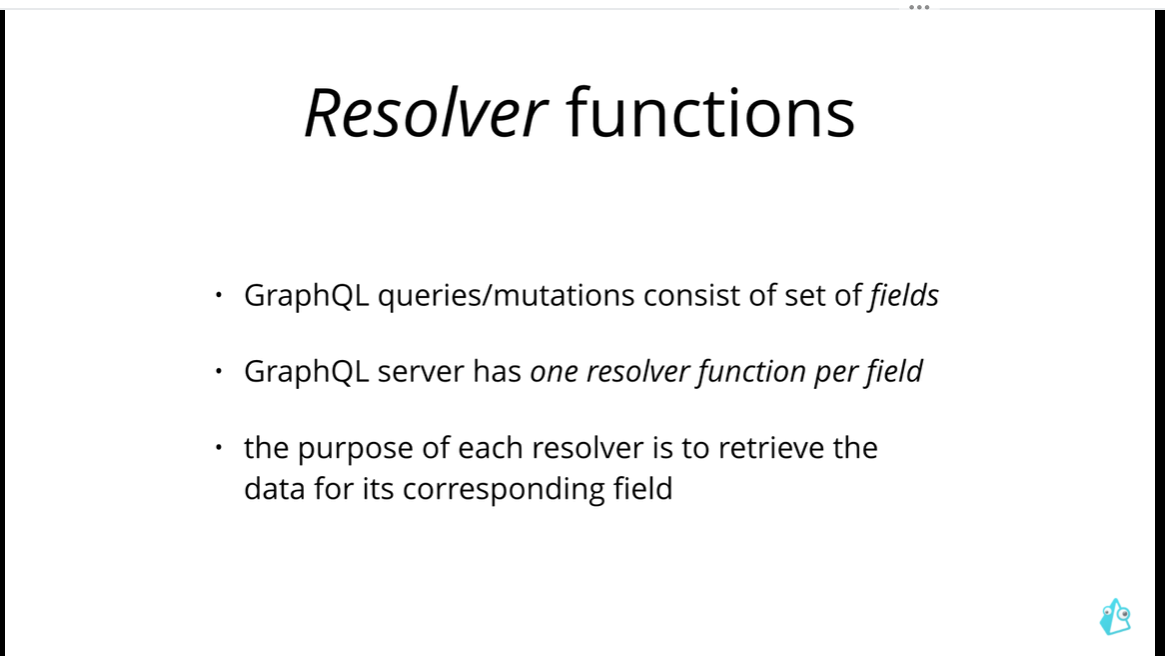 Resolver functions
• GraphQL queries/mutations consist of set of fields
• GraphQL server has one resolver function per field
• the purpose of each resolver is to retrieve the
data for its corresponding field